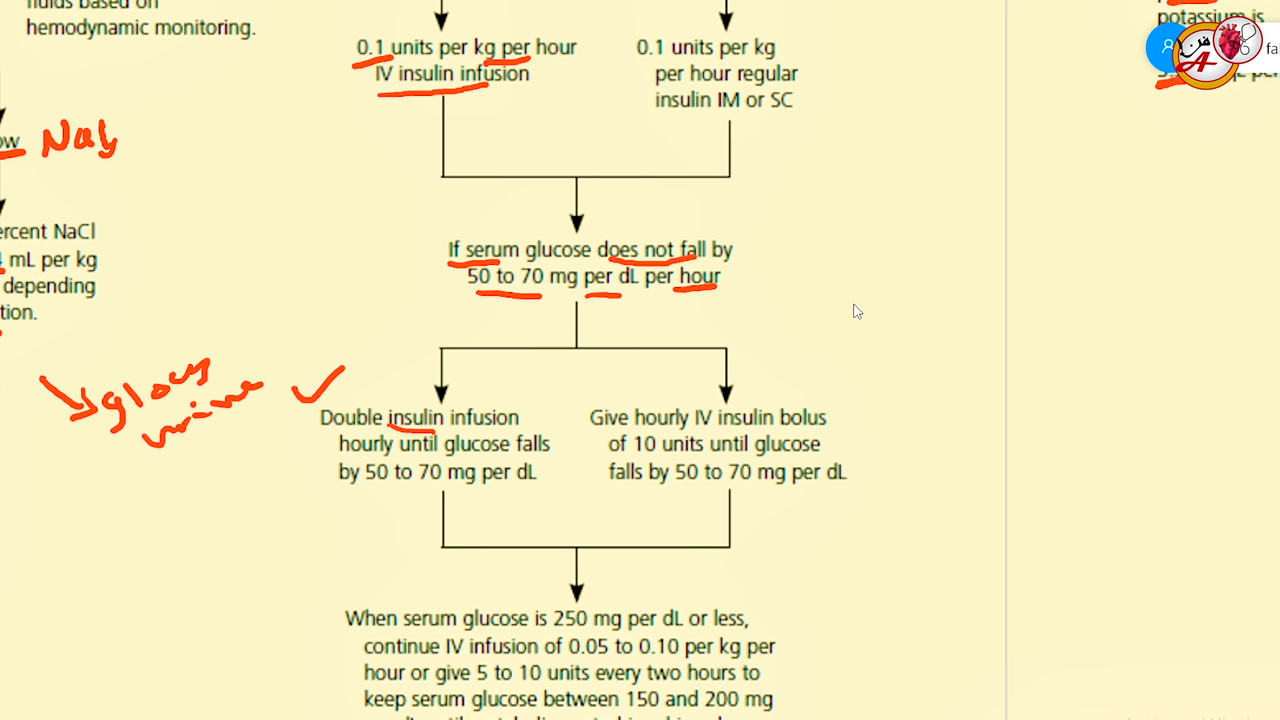 fluids based on
hemodynamic monitoring.
ow
ercent NaCl
mL per kg
depending
tion.
0.1 units per kg per hour
IV insulin infusion
0.1 units per kg
per hour regular
insulin IM or SC
If serum glucose does not fall by
50 to 70 mg per dL per hour
Double insulin infusion
hourly until glucose falls
by 50 to 70 mg per dL
Give hourly IV insulin bolus
of 10 units until glucose
falls by 50 to 70 mg per dL
When serum glucose is 250 mg per dL or less,
continue IV infusion of 0.05 to 0.10 per kg per
hour or give 5 to 10 units every two hours to
keep serum glucose between 150 and 200 mg
potassium is